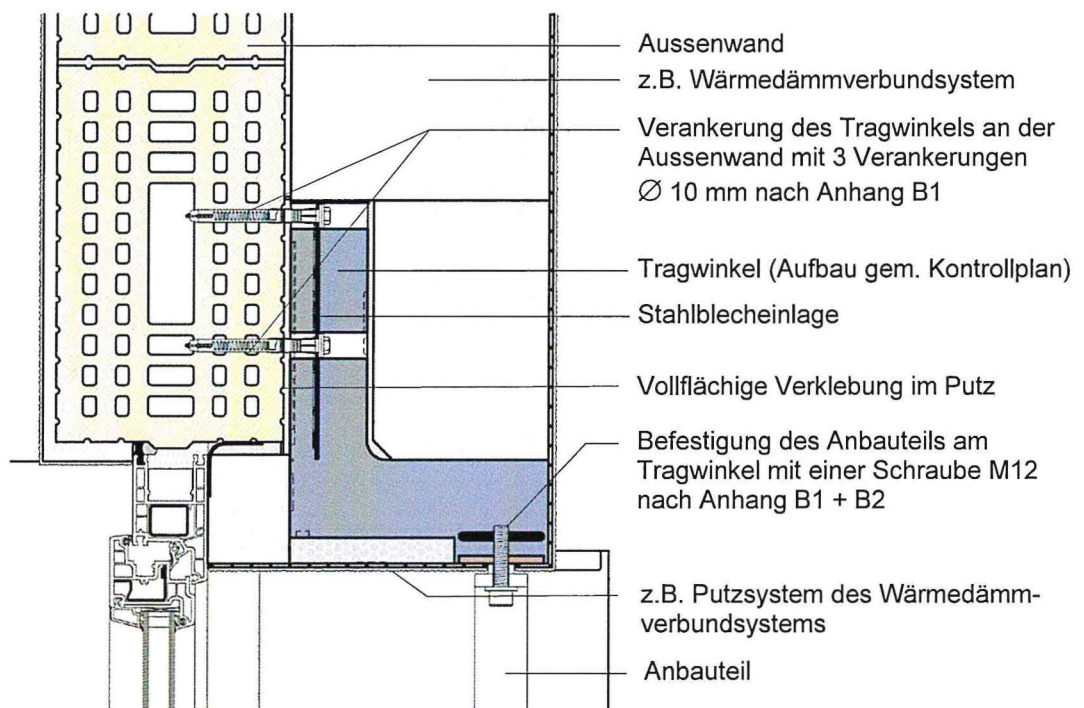 Aussenwand
z.B. Wärmedämmverbundsystem
Verankerung des Tragwinkels an der
Aussenwand mit 3 Verankerungen
Ø 10 mm nach Anhang B1
Tragwinkel (Aufbau gem. Kontrollplan)
Stahlblecheinlage
Vollflächige Verklebung im Putz
Befestigung des Anbauteils am
Tragwinkel mit einer Schraube M12
nach Anhang B1 + B2
z.B. Putzsystem des Wärmedämm-
verbundsystems
Anbauteil